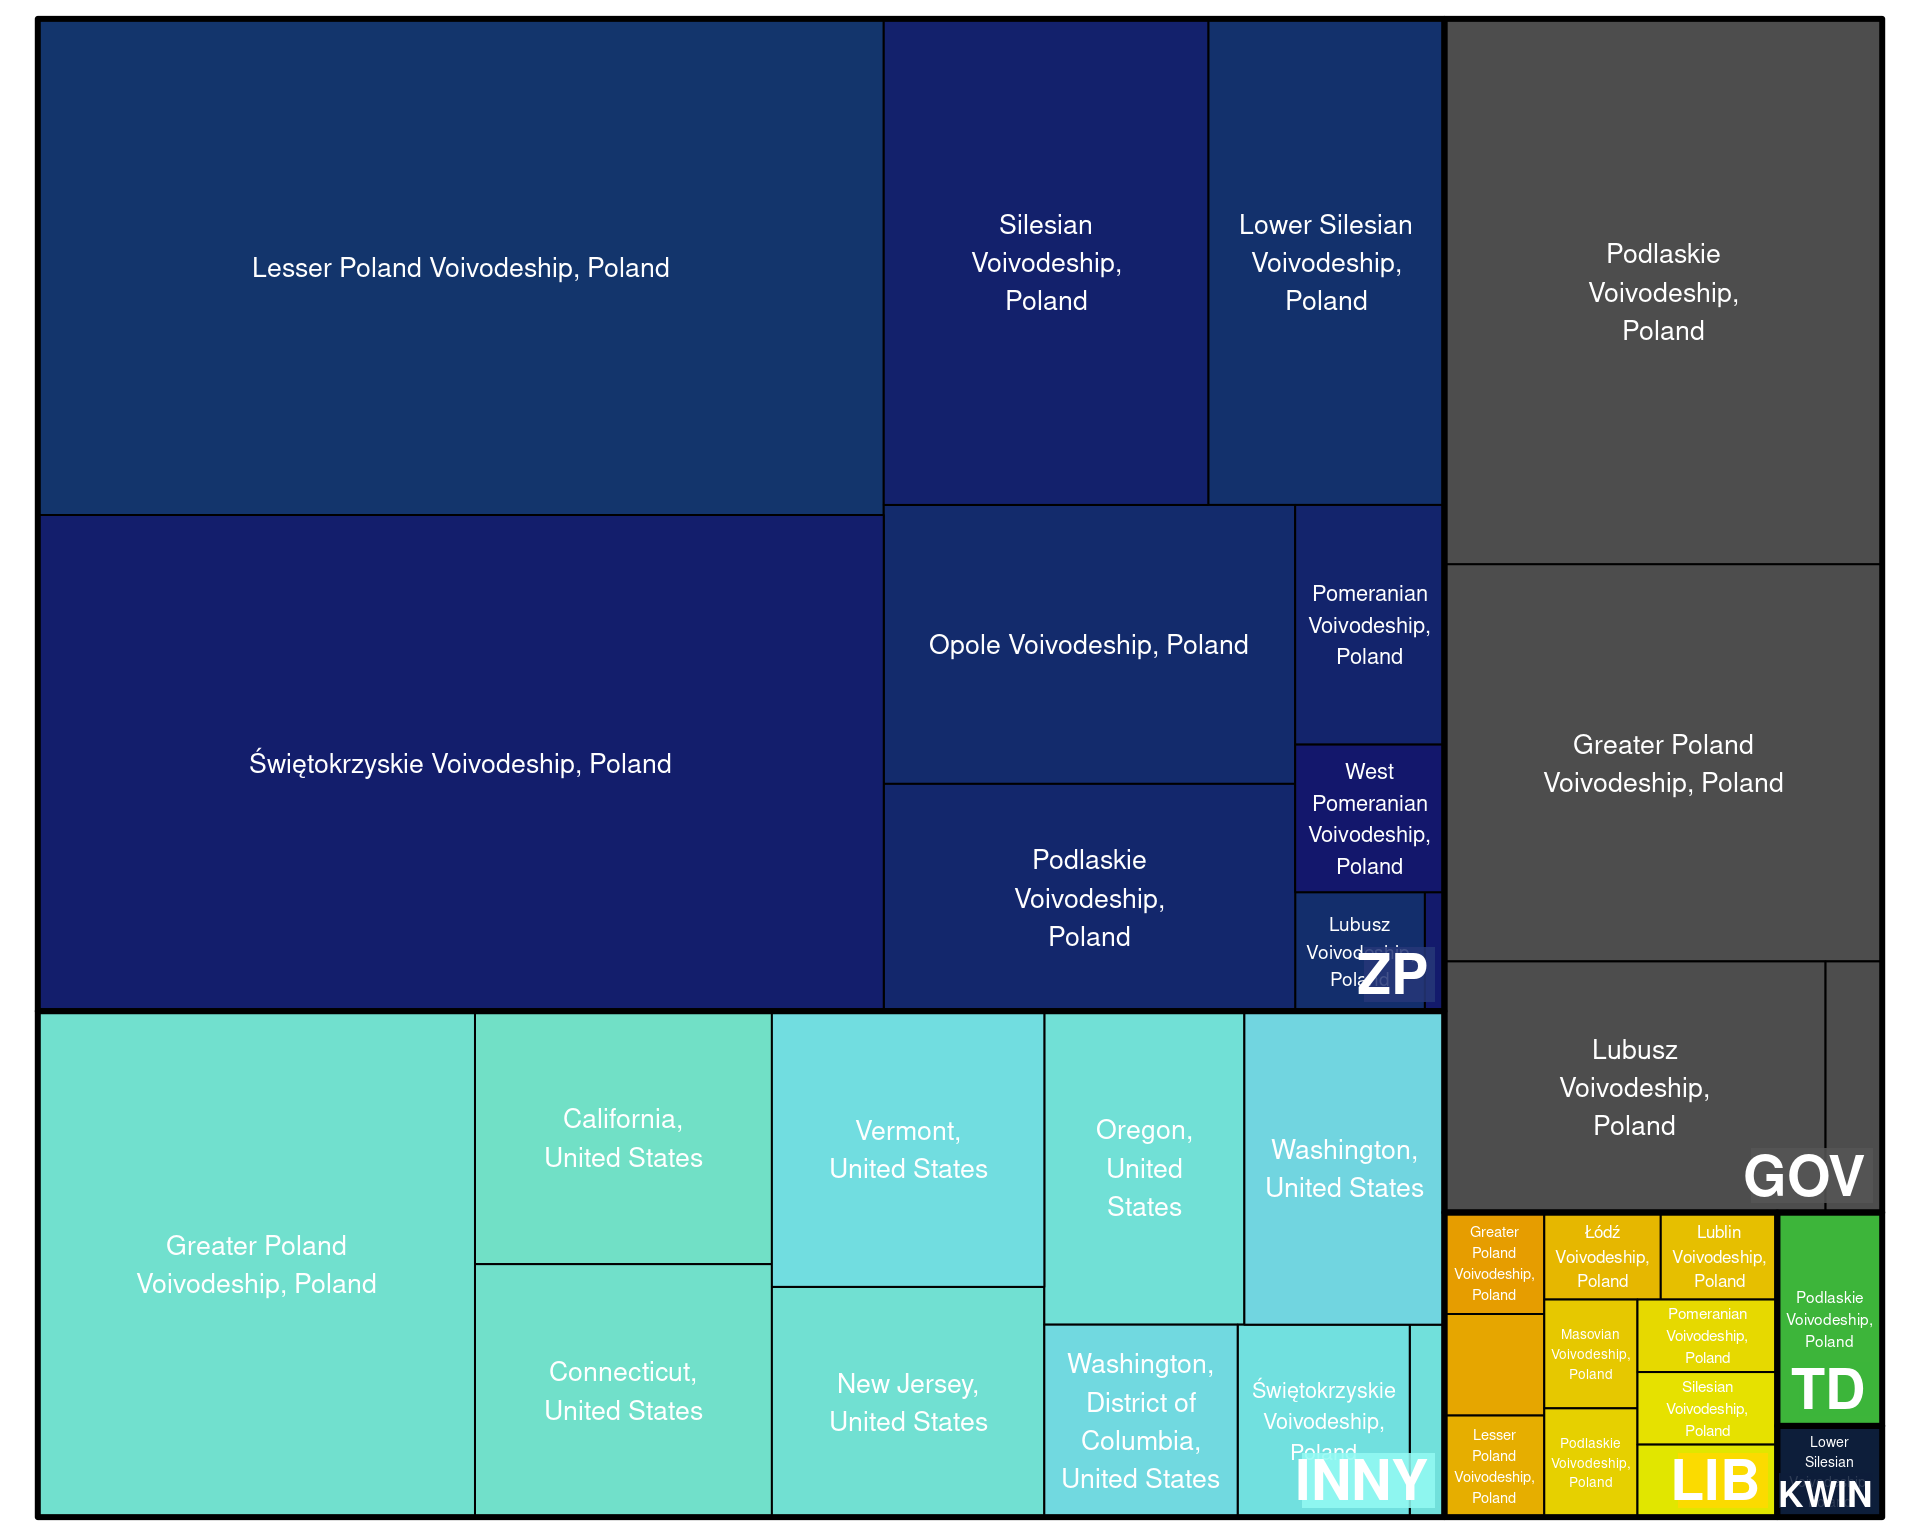 Lesser Poland Voivodeship, Poland
Silesian
Voivodeship,
Poland
Lower Silesian
Voivodeship,
Poland
Podlaskie
Voivodeship,
Poland
Świętokrzyskie Voivodeship, Poland
Opole Voivodeship, Poland
Pomeranian
Voivodeship,
Poland
West
Pomeranian
Voivodeship,
Poland
Podlaskie
Voivodeship,
Poland
Lubusz
Voivodeship,
Poland
ZP
Greater Poland
Voivodeship, Poland
Lubusz
Voivodeship,
Poland
GOV
Greater Poland
Voivodeship, Poland
California,
United States
Connecticut,
United States
Vermont,
United States
New Jersey,
United States
Oregon,
United
States
Washington,
United States
Washington,
District of
Columbia,
United States
Świętokrzyskie
Voivodeship,
Poland
INNY
Greater
Poland
Voivodeship,
Poland
Lesser
Poland
Voivodeship,
Poland
Łódź
Voivodeship,
Poland
Lublin
Voivodeship,
Poland
Masovian
Voivodeship,
Poland
Podlaskie
Voivodeship,
Poland
Pomeranian
Voivodeship,
Poland
Silesian
Voivodeship,
Poland
LIB
Podlaskie
Voivodeship,
Poland
TD
Lower
Silesian
KWIN